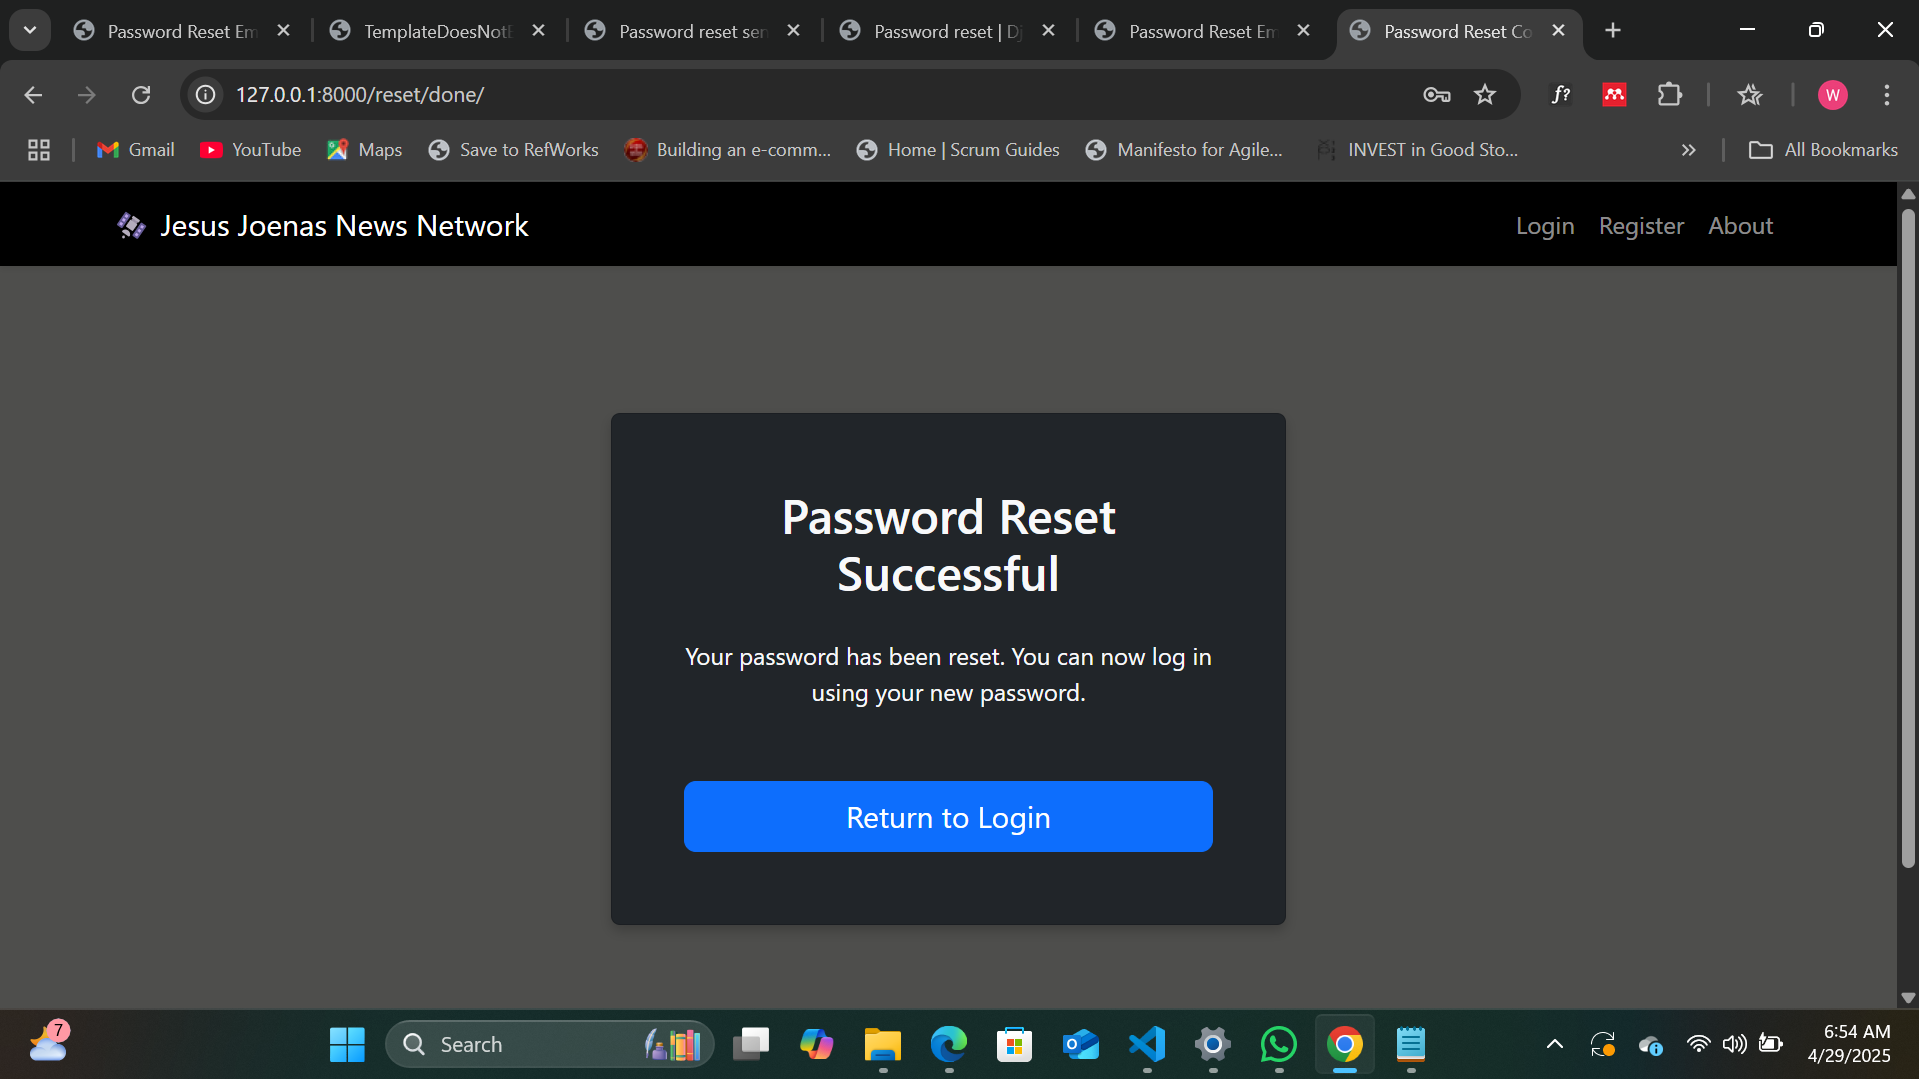 Password Reset Em
TemplateDoesNotE
Password reset sen
Password reset | Dj
Password Reset Em
Password Reset Co
127.0.0.1:8000/reset/done/
f?
W
Gmail
YouTube
Maps
Save to RefWorks
Building an e-comm...
Home | Scrum Guides
Manifesto for Agile...
INVEST in Good Sto...
All Bookmarks
Jesus Joenas News Network
Login
Register
About
Password Reset
Successful
Your password has been reset. You can now log in
using your new password.
Return to Login
7
Search
6:54 AM
4/29/2025